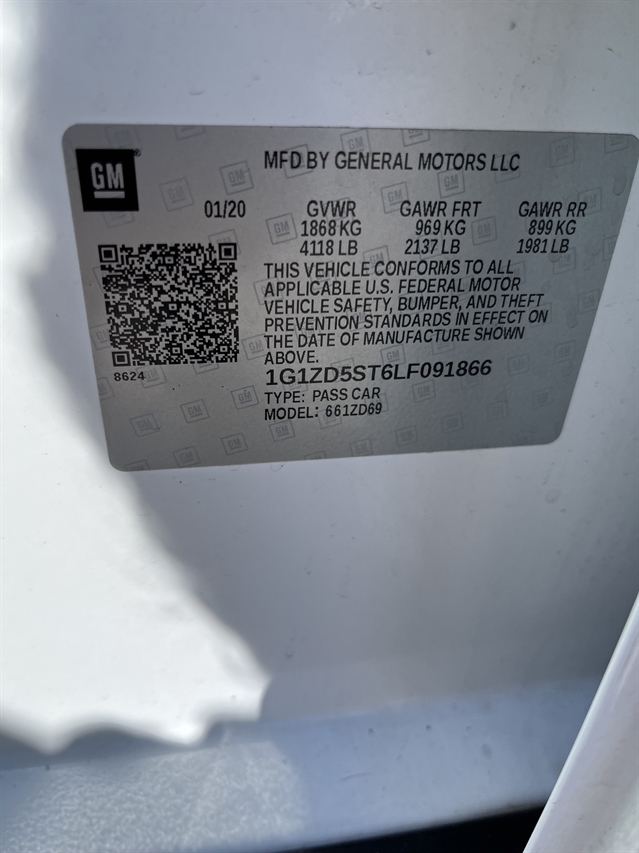 GM
MFD BY GENERAL MOTORS LLC
01/20 GVWR GAWR FRT GAWR RR
1868 KG 969 KG 899 KG
4118 LB 2137 LB 1981 LB
THIS VEHICLE CONFORMS TO ALL
APPLICABLE U.S. FEDERAL MOTOR
VEHICLE SAFETY, BUMPER, AND THEFT
PREVENTION STANDARDS IN EFFECT ON
THE DATE OF MANUFACTURE SHOWN
ABOVE.
8624
1G1ZD5ST6LF091866
TYPE: PASS CAR
MODEL: 661ZD69